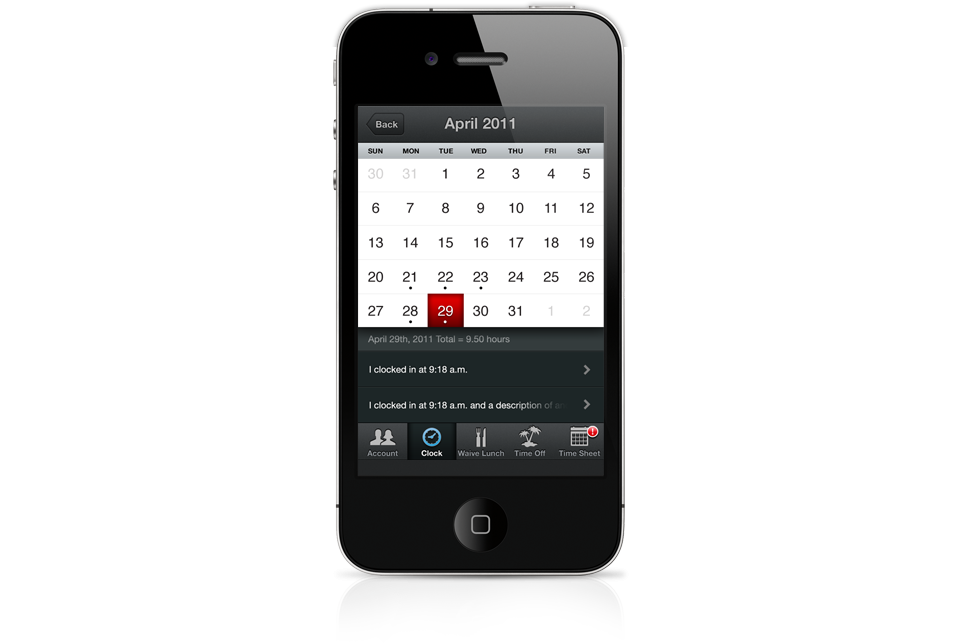 Back
April 2011
SUN MON TUE WED THU FRI SAT
30 31 1 2 3 4 5
6 7 8 9 10 11 12
13 14 15 16 17 18 19
20 21 22 23 24 25 26
27 28 29 30 31 1 2
April 29th, 2011 Total = 9.50 hours
I clocked in at 9:18 a.m.
I clocked in at 9:18 a.m. and a description of
Account Clock Waive Lunch Time Off Time Sheet